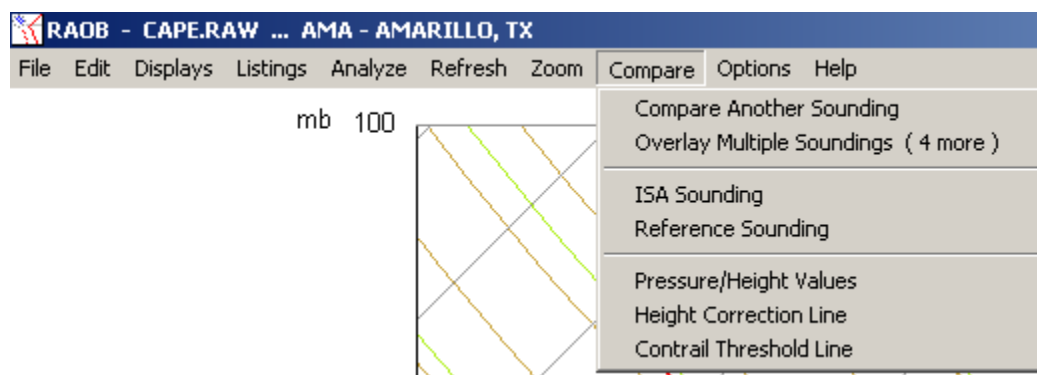 RAOB - CAPE.RAW ... AMA - AMARILLO, TX
File Edit Displays Listings Analyze Refresh Zoom Compare Options Help
mb 100
Compare Another Sounding
Overlay Multiple Soundings ( 4 more )
ISA Sounding
Reference Sounding
Pressure/Height Values
Height Correction Line
Contrail Threshold Line